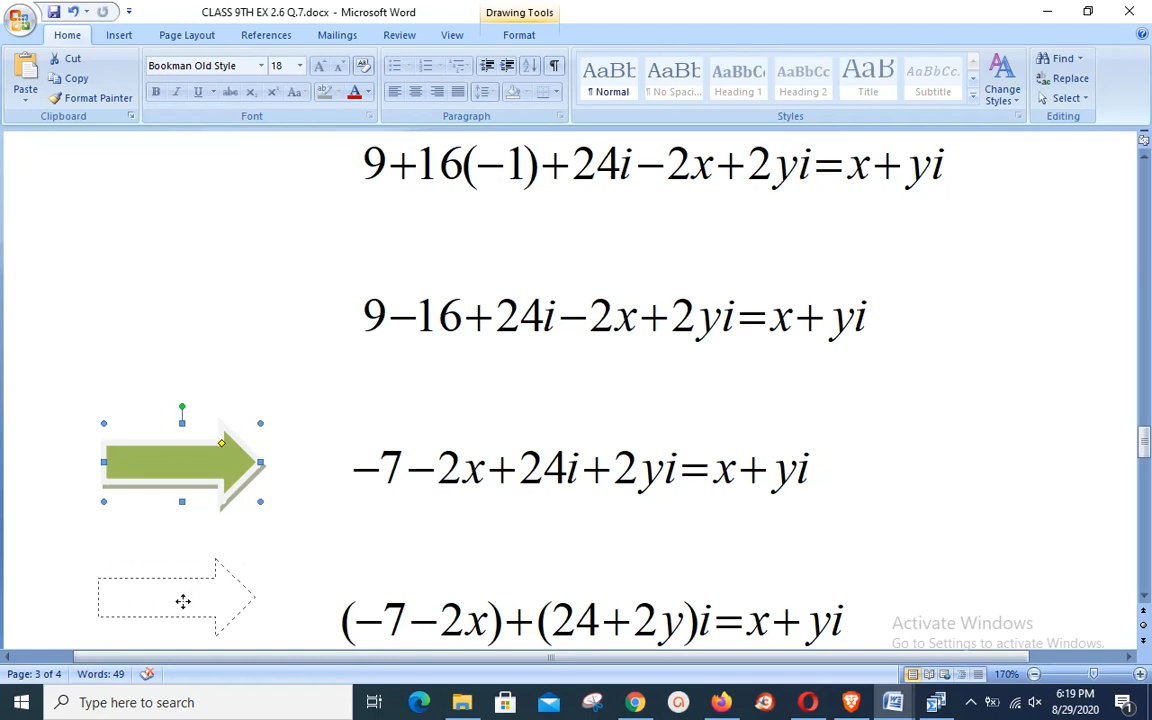 CLASS 9TH EX 2.6 Q.7.docx - Microsoft Word
Drawing Tools
Home Insert Page Layout References Mailings Review View Format
Paste
Cut
Copy
Format Painter
Clipboard
Bookman Old Style 18
Font
Paragraph
AaBb AaBb AaBbC AaBbCc AaB AaBbCc
¶ Normal ¶ No Spaci... Heading 1 Heading 2 Title Subtitle
Styles
Change Styles
Find
Replace
Select
Editing
9+16(−1)+24i−2x+2yi=x+yi
9−16+24i−2x+2yi=x+yi
−7−2x+24i+2yi=x+yi
(−7−2x)+(24+2y)i=x+yi
Activate Windows
Go to Settings to activate Windows.
Page: 3 of 4 Words: 49 170%
Type here to search
6:19 PM
8/29/2020